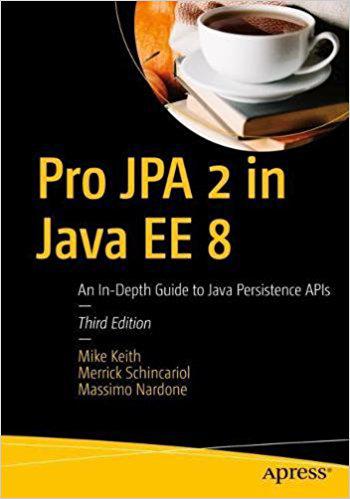 Pro JPA 2 in
Java EE 8
An In-Depth Guide to Java Persistence APIs
—
Third Edition
—
Mike Keith
Merrick Schincariol
Massimo Nardone
Apress®